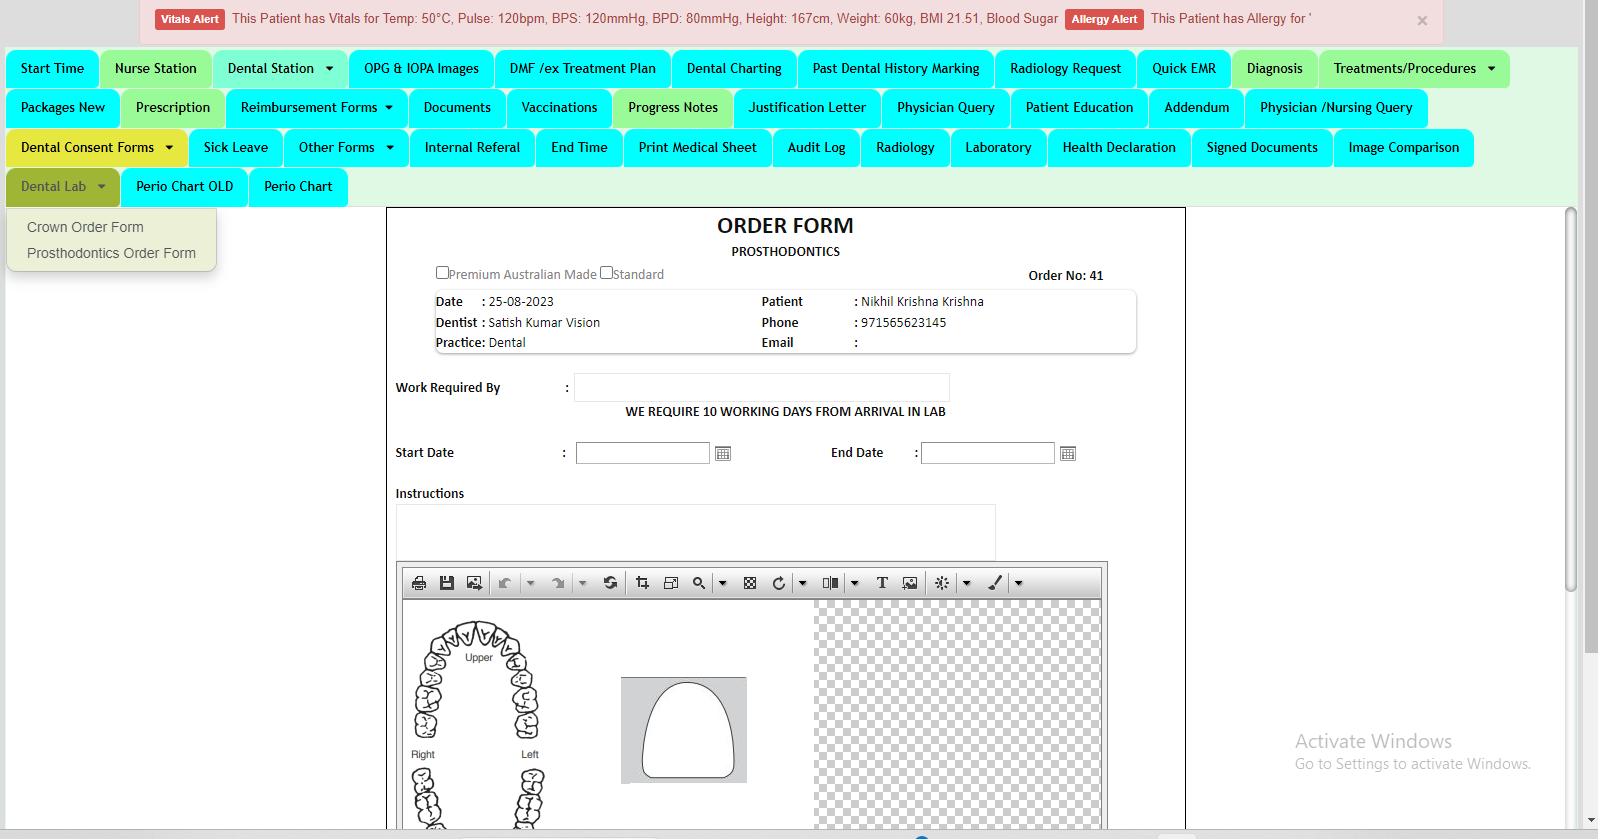 Vitals Alert This Patient has Vitals for Temp: 50°C, Pulse: 120bpm, BPS: 120mmHg, BPD: 80mmHg, Height: 167cm, Weight: 60kg, BMI 21.51, Blood Sugar Allergy Alert This Patient has Allergy for ' ×
Start Time Nurse Station Dental Station OPG & IOPA Images DMF /ex Treatment Plan Dental Charting Past Dental History Marking Radiology Request Quick EMR Diagnosis Treatments/Procedures
Packages New Prescription Reimbursement Forms Documents Vaccinations Progress Notes Justification Letter Physician Query Patient Education Addendum Physician /Nursing Query
Dental Consent Forms Sick Leave Other Forms Internal Referal End Time Print Medical Sheet Audit Log Radiology Laboratory Health Declaration Signed Documents Image Comparison
Dental Lab Perio Chart OLD Perio Chart
Crown Order Form
Prosthodontics Order Form
ORDER FORM
PROSTHODONTICS
Premium Australian Made Standard Order No: 41
Date : 25-08-2023 Patient : Nikhil Krishna Krishna
Dentist : Satish Kumar Vision Phone : 971565623145
Practice: Dental Email :
Work Required By :
WE REQUIRE 10 WORKING DAYS FROM ARRIVAL IN LAB
Start Date : End Date :
Instructions
T
Upper
Right Left
Activate Windows
Go to Settings to activate Windows.